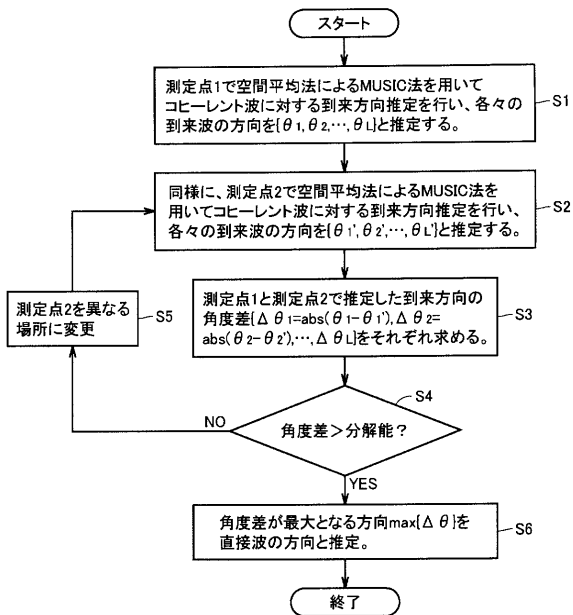 スタート
測定点1で空間平均法によるMUSIC法を用いて
コヒーレント波に対する到来方向推定を行い、各々の
到来波の方向を{θ1,θ2,…,θL}と推定する。
S1
同様に、測定点2で空間平均法によるMUSIC法を
用いてコヒーレント波に対する到来方向推定を行い、
各々の到来波の方向を{θ1',θ2',…,θL'}と推定する。
S2
測定点1と測定点2で推定した到来方向の
角度差{Δθ1=abs(θ1-θ1'),Δθ2=
abs(θ2-θ2'),…,ΔθL}をそれぞれ求める。
S3
測定点2を異なる
場所に変更
S5
S4
角度差>分解能?
NO
YES
角度差が最大となる方向max{Δθ}を
直接波の方向と推定。
S6
終了